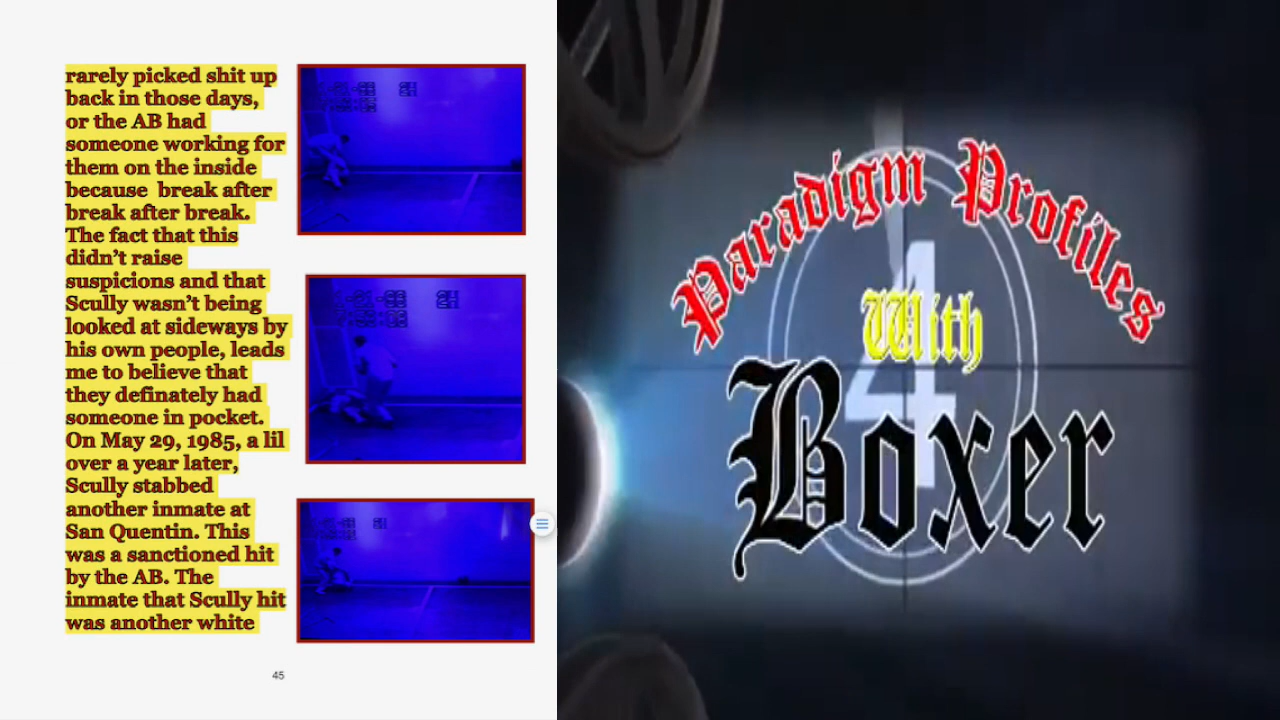 rarely picked shit up
back in those days,
or the AB had
someone working for
them on the inside
because  break after
break after break.
The fact that this
didn't raise
suspicions and that
Scully wasn't being
looked at sideways by
his own people, leads
me to believe that
they definately had
someone in pocket.
On May 29, 1985, a lil
over a year later,
Scully stabbed
another inmate at
San Quentin. This
was a sanctioned hit
by the AB. The
inmate that Scully hit
was another white
45
Paradigm Profiles
With
4
Boxer